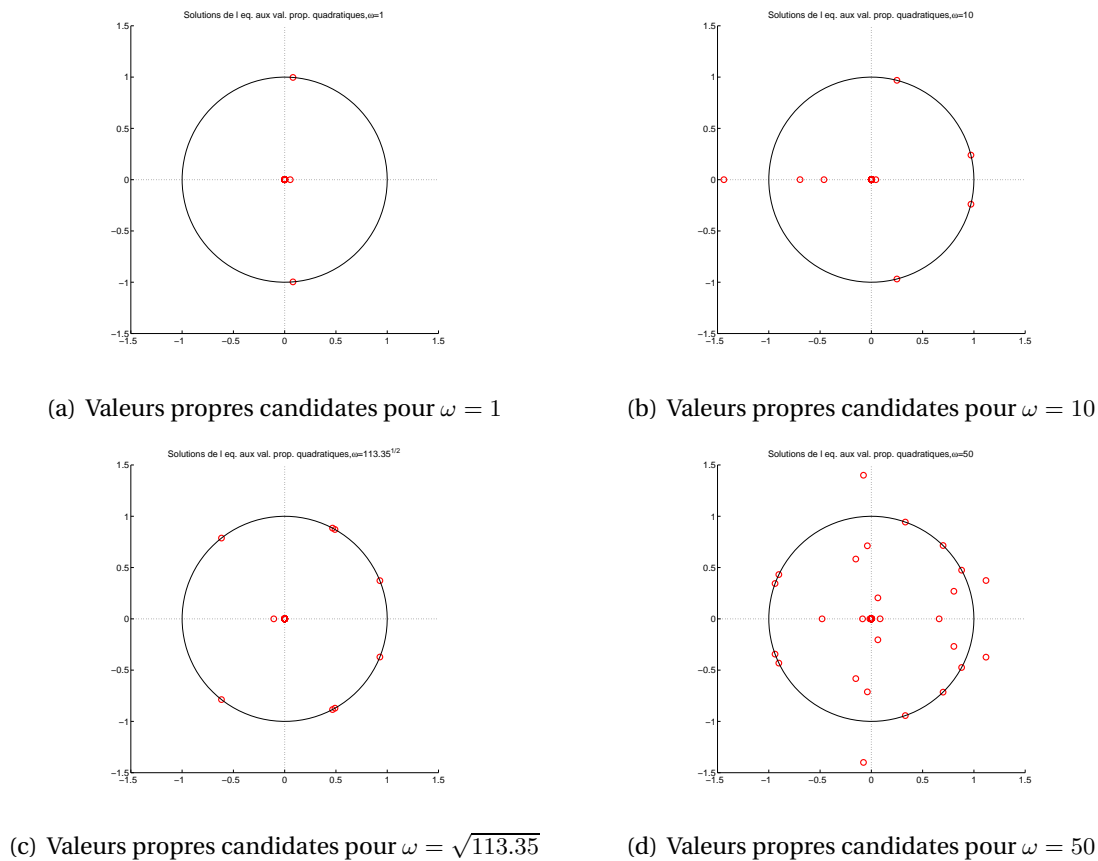 Solutions de l eq. aux val. prop. quadratiques,ω=1
1.5
1
0.5
0
−0.5
−1
−1.5
−1.5 −1 −0.5 0 0.5 1 1.5
(a) Valeurs propres candidates pour ω = 1
Solutions de l eq. aux val. prop. quadratiques,ω=10
1.5
1
0.5
0
−0.5
−1
−1.5
−1.5 −1 −0.5 0 0.5 1 1.5
(b) Valeurs propres candidates pour ω = 10
Solutions de l eq. aux val. prop. quadratiques,ω=113.35^{1/2}
1.5
1
0.5
0
−0.5
−1
−1.5
−1.5 −1 −0.5 0 0.5 1 1.5
(c) Valeurs propres candidates pour ω = √113.35
Solutions de l eq. aux val. prop. quadratiques,ω=50
1.5
1
0.5
0
−0.5
−1
−1.5
−1.5 −1 −0.5 0 0.5 1 1.5
(d) Valeurs propres candidates pour ω = 50